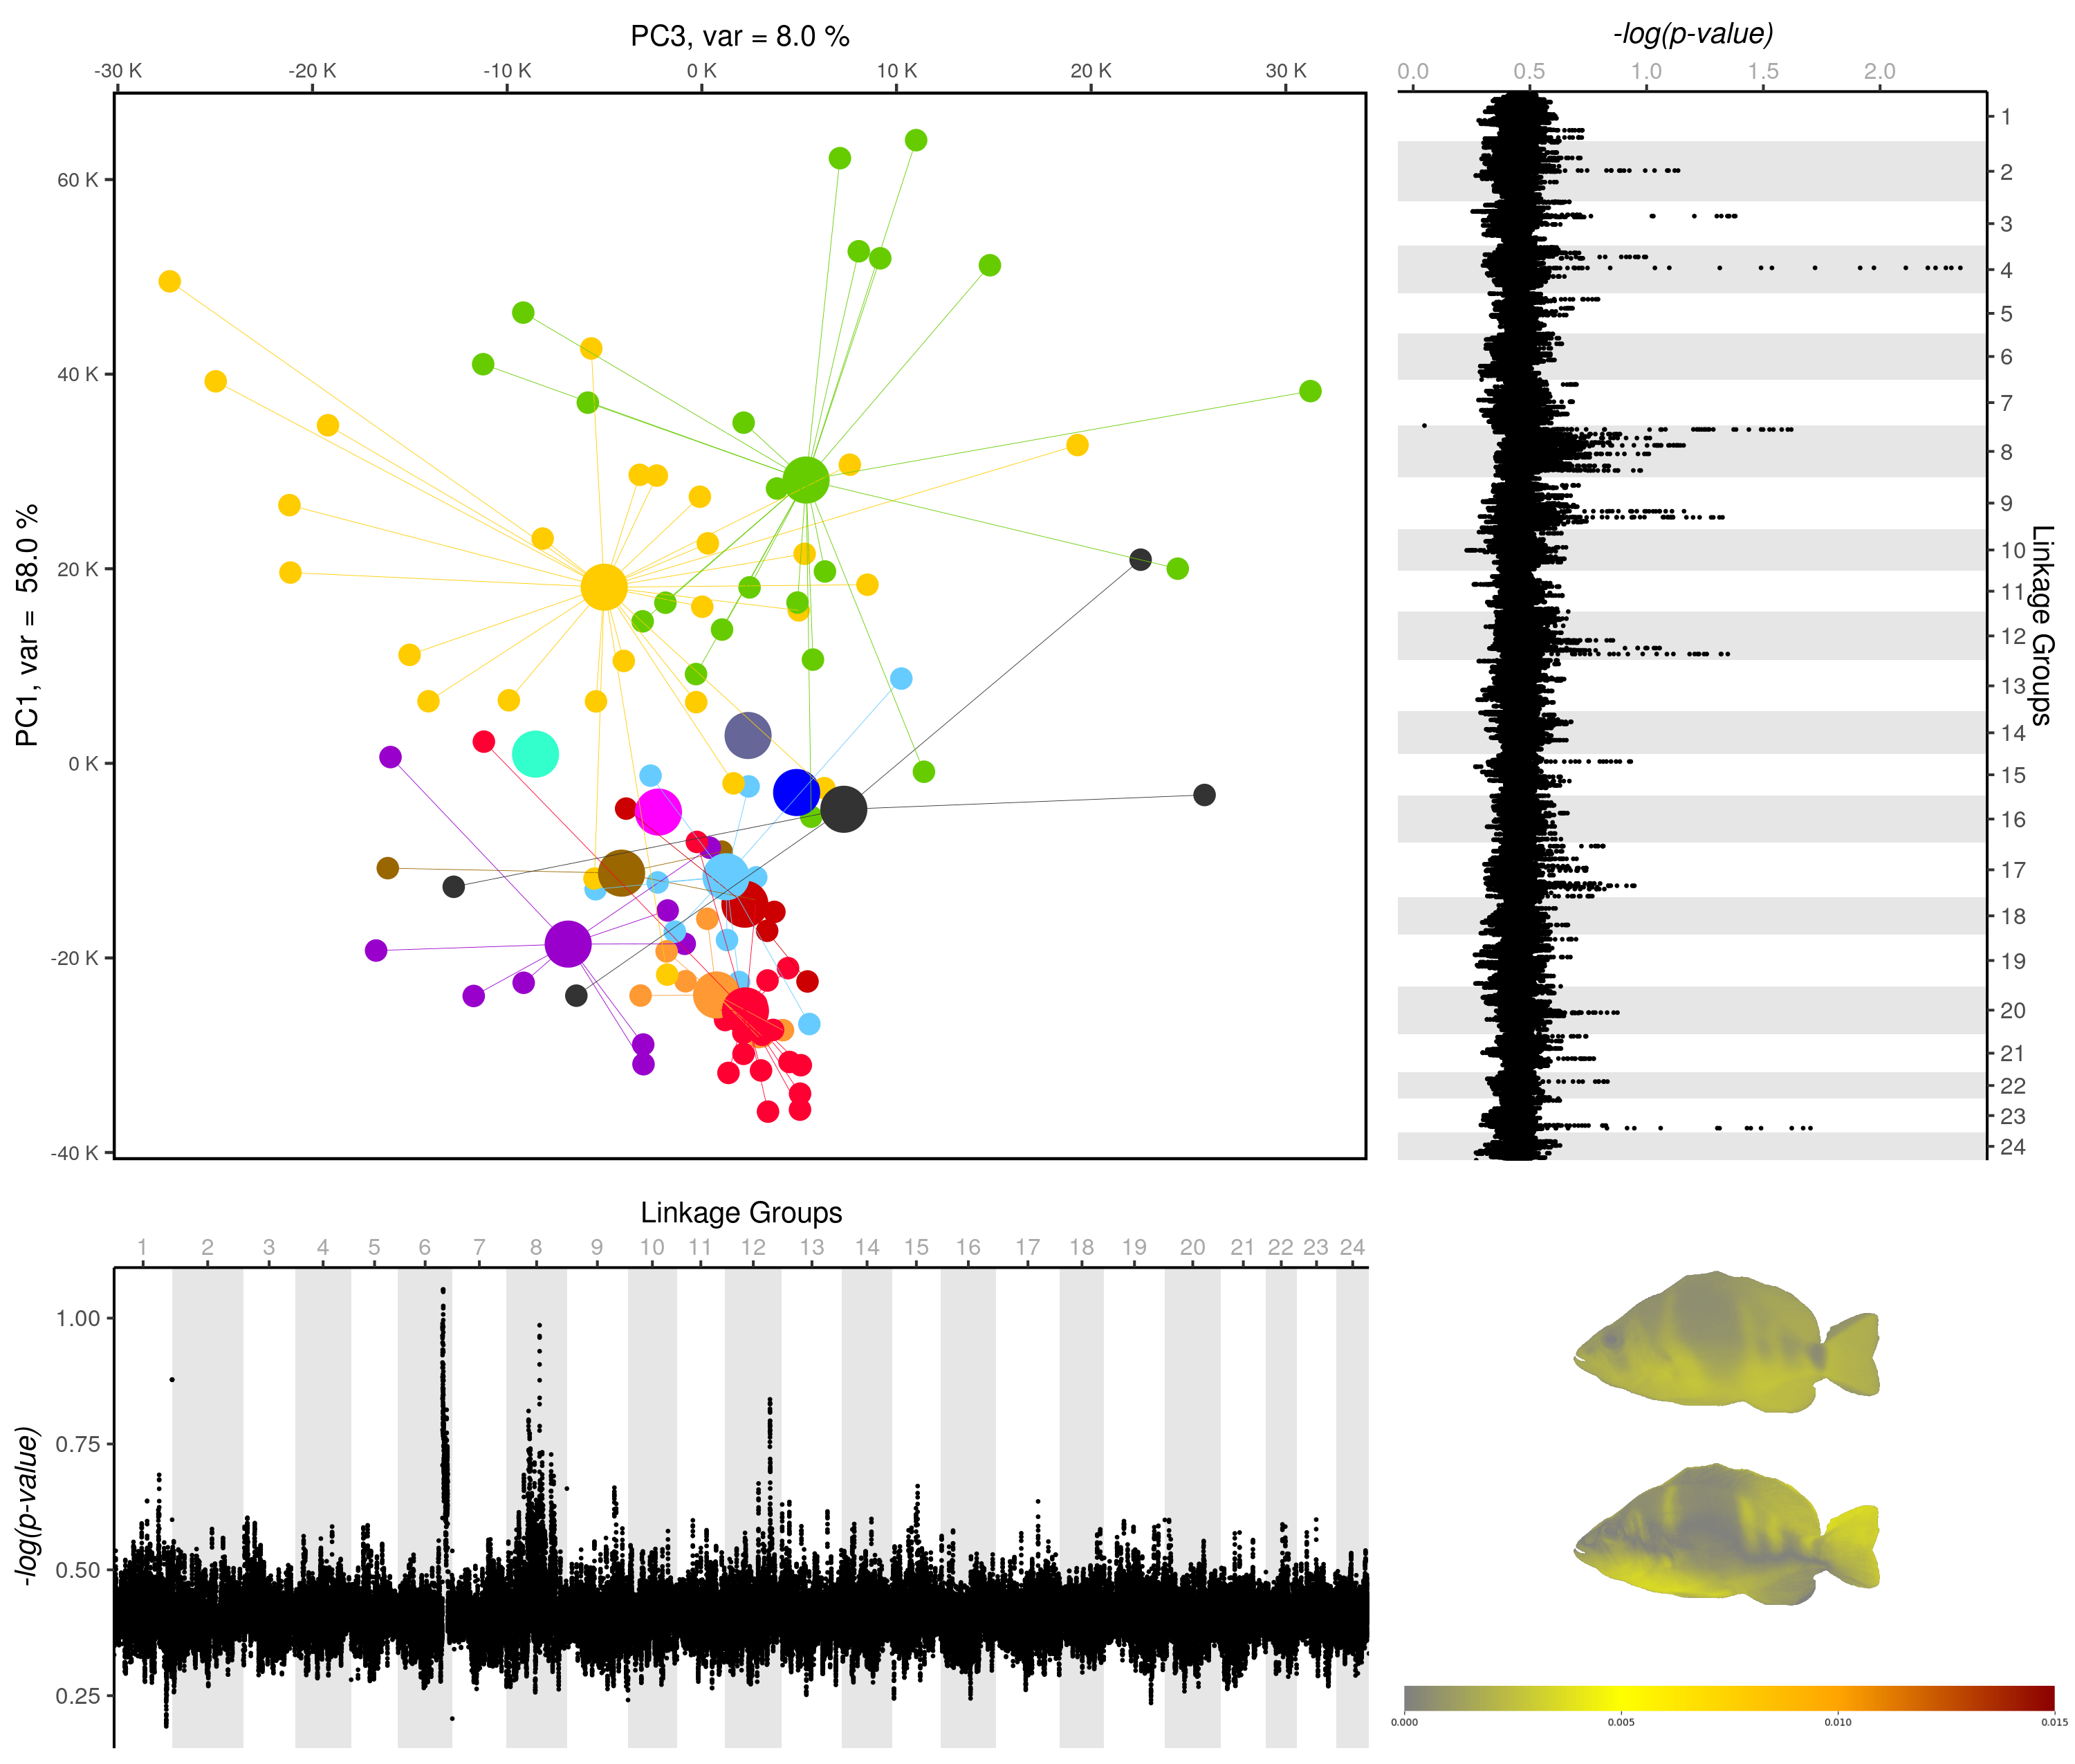 PC3, var = 8.0 %
-30 K -20 K -10 K 0 K 10 K 20 K 30 K
60 K
40 K
20 K
0 K
-20 K
-40 K
PC1, var = 58.0 %
-log(p-value)
0.0 0.5 1.0 1.5 2.0
1
2
3
4
5
6
7
8
9
10
11
12
13
14
15
16
17
18
19
20
21
22
23
24
Linkage Groups
Linkage Groups
1 2 3 4 5 6 7 8 9 10 11 12 13 14 15 16 17 18 19 20 21 22 23 24
1.00
0.75
0.50
0.25
-log(p-value)
0.000 0.005 0.010 0.015